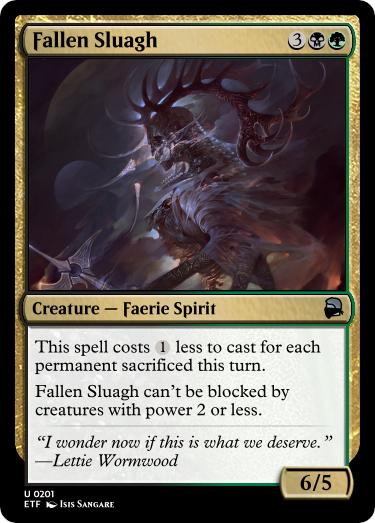 Fallen Sluagh 3
Creature — Faerie Spirit
This spell costs 1 less to cast for each
permanent sacrificed this turn.
Fallen Sluagh can't be blocked by
creatures with power 2 or less.
“I wonder now if this is what we deserve.”
—Lettie Wormwood
6/5
U 0201
ETF Isis Sangare